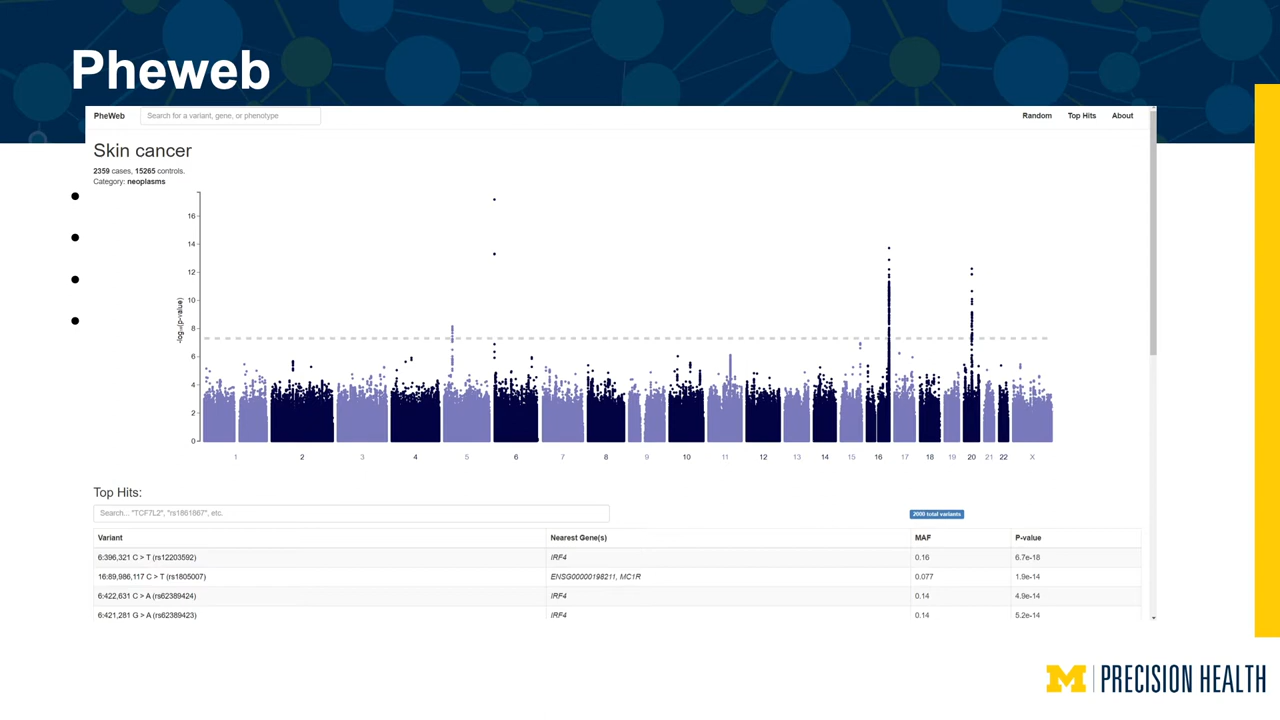 Pheweb
PheWeb Search for a variant, gene, or phenotype Random Top Hits About
Skin cancer
2359 cases, 15265 controls.
Category: neoplasms
16
14
12
10
8
6
4
2
0
-log₁₀(p-value)
1 2 3 4 5 6 7 8 9 10 11 12 13 14 15 16 17 18 19 20 21 22 X
Top Hits:
Search... "TCF7L2", "rs1861867", etc. 2000 total variants
Variant Nearest Gene(s) MAF P-value
6:396,321 C > T (rs12203592) IRF4 0.16 6.7e-18
16:89,986,117 C > T (rs1805007) ENSG00000198211, MC1R 0.077 1.9e-14
6:422,631 C > A (rs62389424) IRF4 0.14 4.9e-14
6:421,281 G > A (rs62389423) IRF4 0.14 5.2e-14
M PRECISION HEALTH